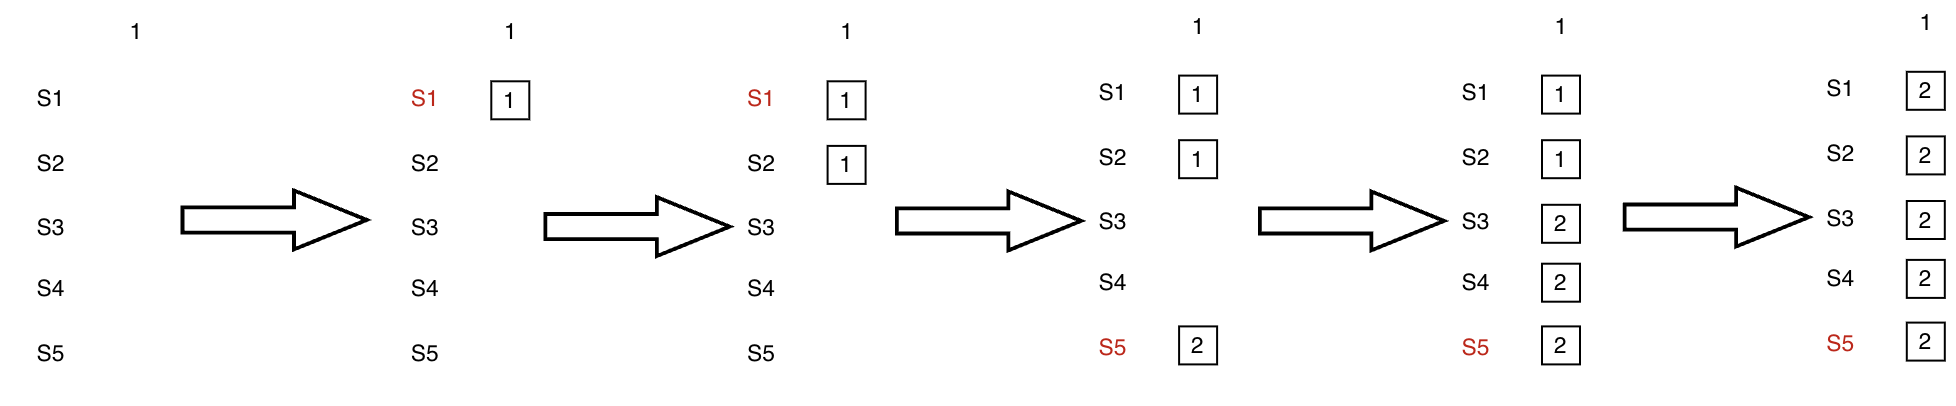 1 1 1 1 1 1
S1 S1 1 S1 1 S1 1 S1 1 S1 2
S2 S2 S2 1 S2 1 S2 1 S2 2
S3 S3 S3 S3 S3 2 S3 2
S4 S4 S4 S4 S4 2 S4 2
S5 S5 S5 S5 2 S5 2 S5 2